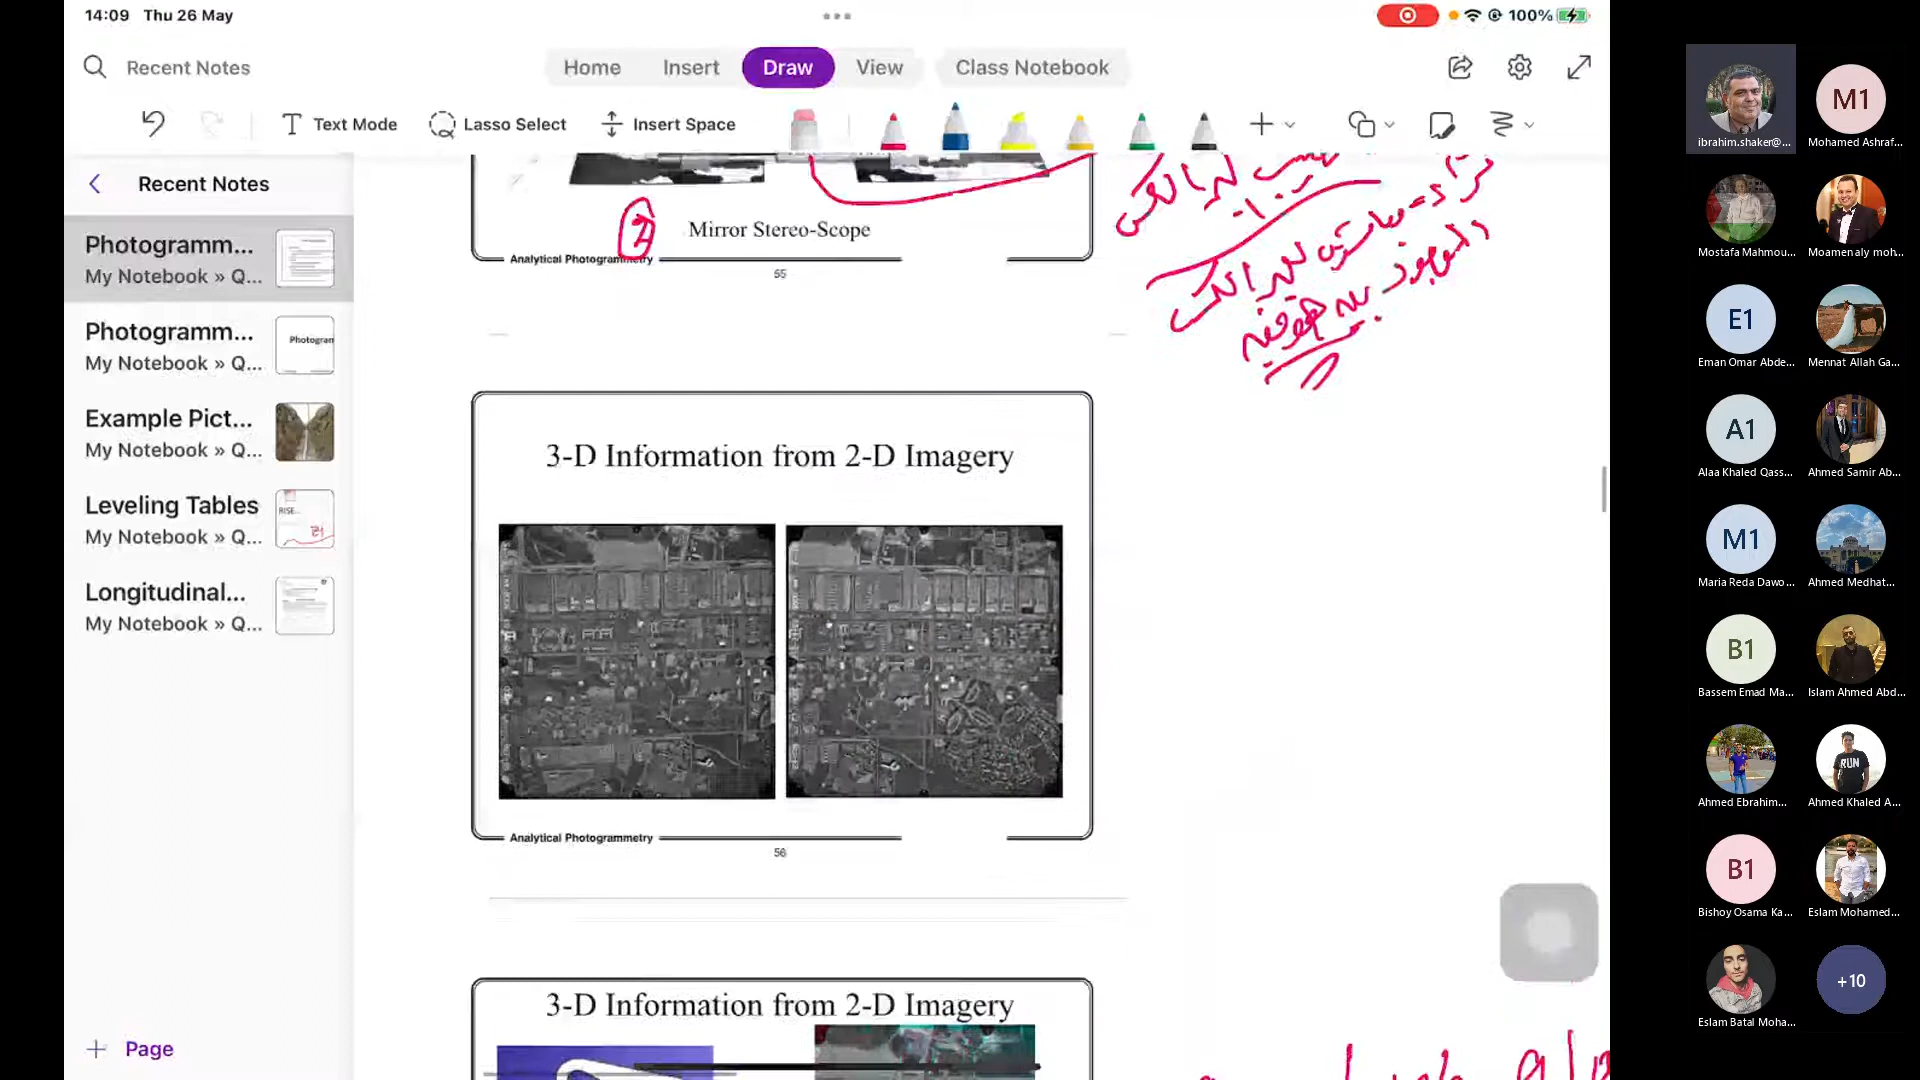 14:09 Thu 26 May
100%
Recent Notes
Home
Insert
Draw
View
Class Notebook
Text Mode
Lasso Select
Insert Space
Recent Notes
Photogramm...
My Notebook » Q...
Photogramm...
My Notebook » Q...
Photogran
Example Pict...
My Notebook » Q...
Leveling Tables
My Notebook » Q...
RISE...
Longitudinal...
My Notebook » Q...
Page
2
Mirror Stereo-Scope
Analytical Photogrammetry
55
3-D Information from 2-D Imagery
Analytical Photogrammetry
56
3-D Information from 2-D Imagery
ibrahim.shaker@...
M1
Mohamed Ashraf...
Mostafa Mahmou...
Moamenaly moh...
E1
Eman Omar Abde...
Mennat Allah Ga...
A1
Alaa Khaled Qass...
Ahmed Samir Ab...
M1
Maria Reda Dawo...
Ahmed Medhat...
B1
Bassem Emad Ma...
Islam Ahmed Abd...
Ahmed Ebrahim...
RUN
Ahmed Khaled A...
B1
Bishoy Osama Ka...
Eslam Mohamed...
Eslam Batal Moha...
+10